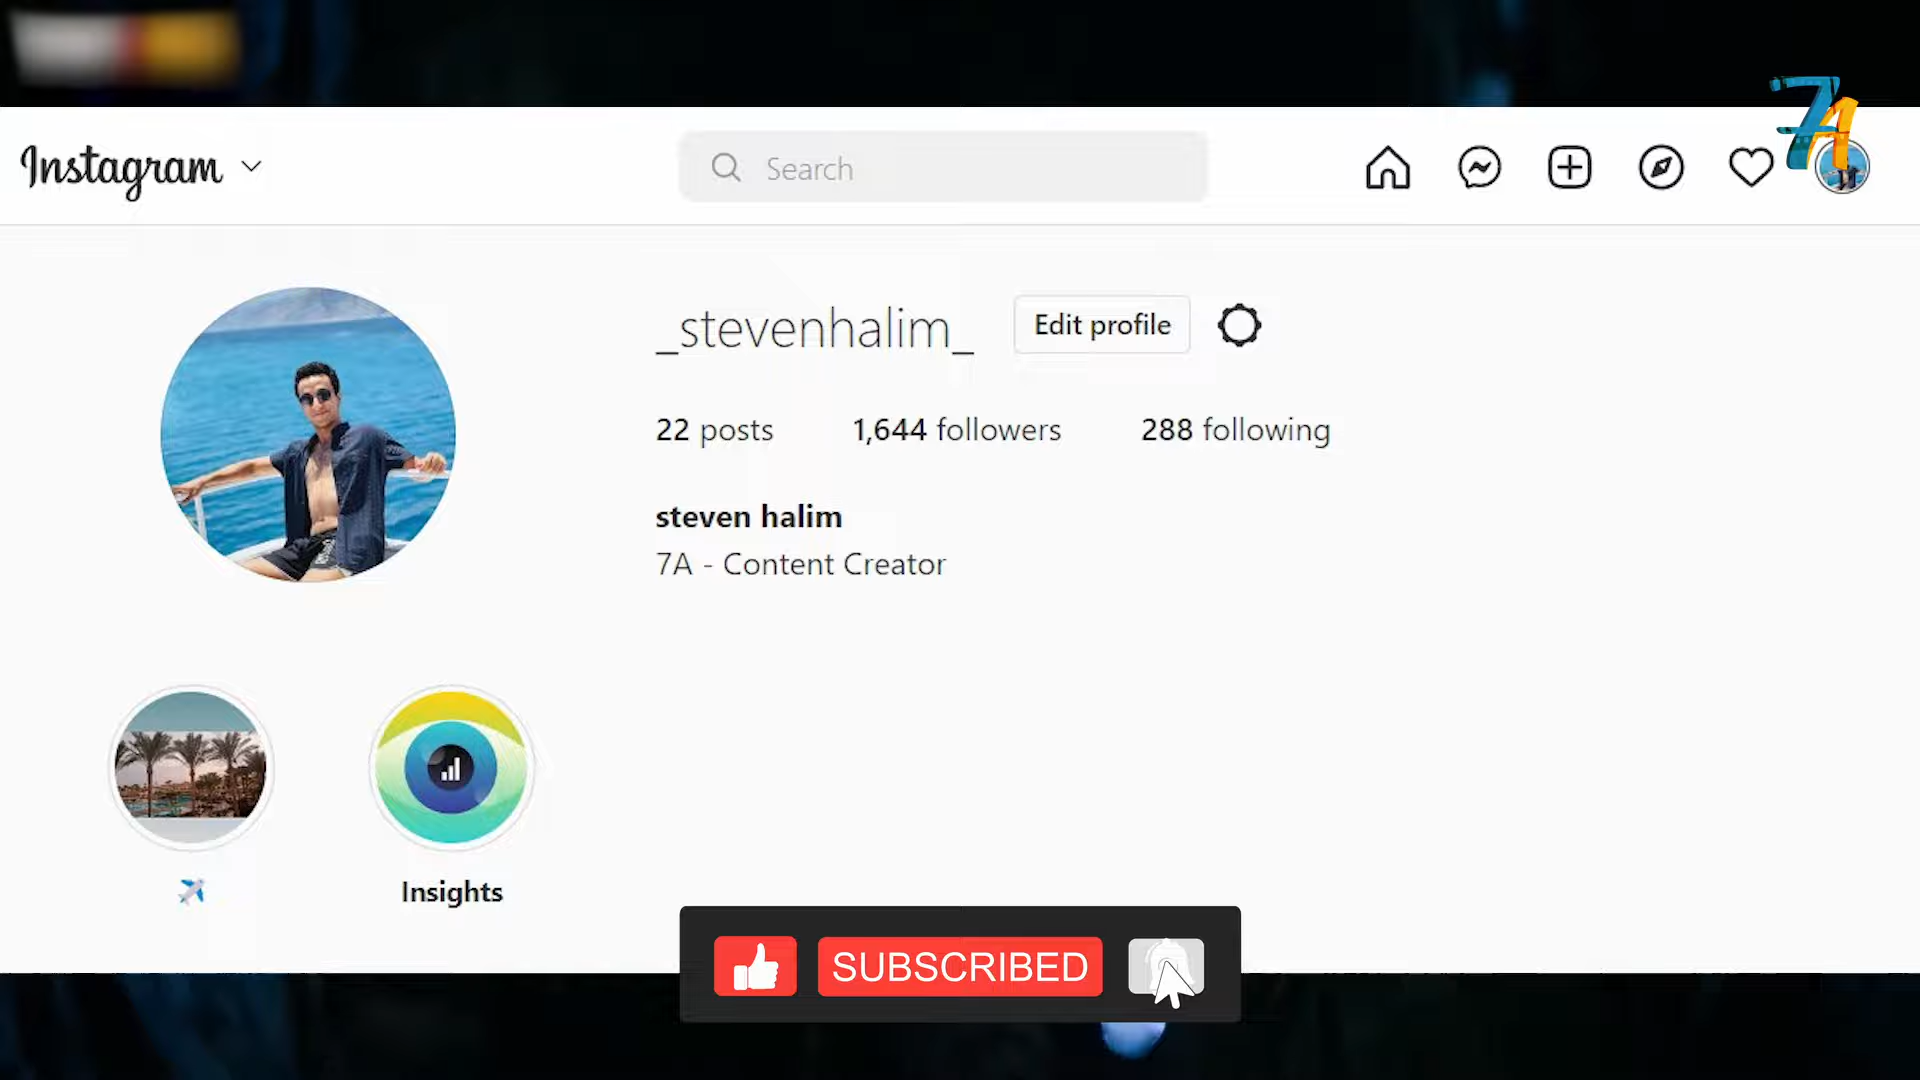 7A
Instagram
Search
_stevenhalim_
Edit profile
22 posts 1,644 followers 288 following
steven halim
7A - Content Creator
Insights
SUBSCRIBED